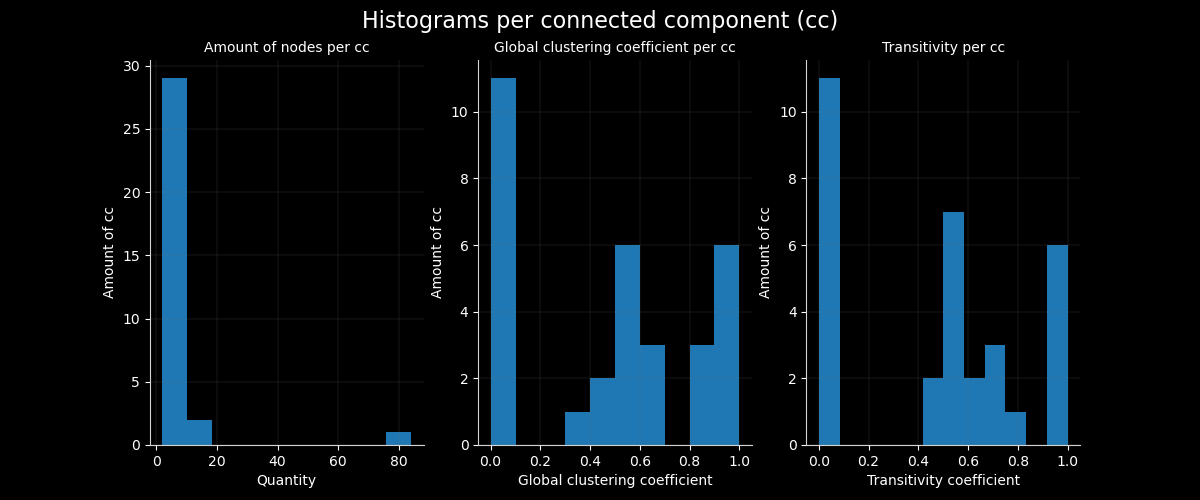 Histograms per connected component (cc)
Amount of nodes per cc
Amount of cc
30
25
20
15
10
5
0
0 20 40 60 80
Quantity
Global clustering coefficient per cc
Amount of cc
10
8
6
4
2
0
0.0 0.2 0.4 0.6 0.8 1.0
Global clustering coefficient
Transitivity per cc
Amount of cc
10
8
6
4
2
0
0.0 0.2 0.4 0.6 0.8 1.0
Transitivity coefficient